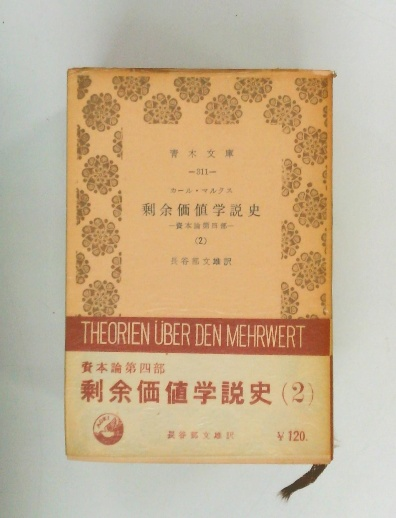 青木文庫
—311—
カール・マルクス
剰余価値学説史
—資本論第四部—
(2)
長谷部文雄訳
THEORIEN ÜBER DEN MEHRWERT
資本論第四部
剰余価値学説史(2)
長谷部文雄訳
¥120.